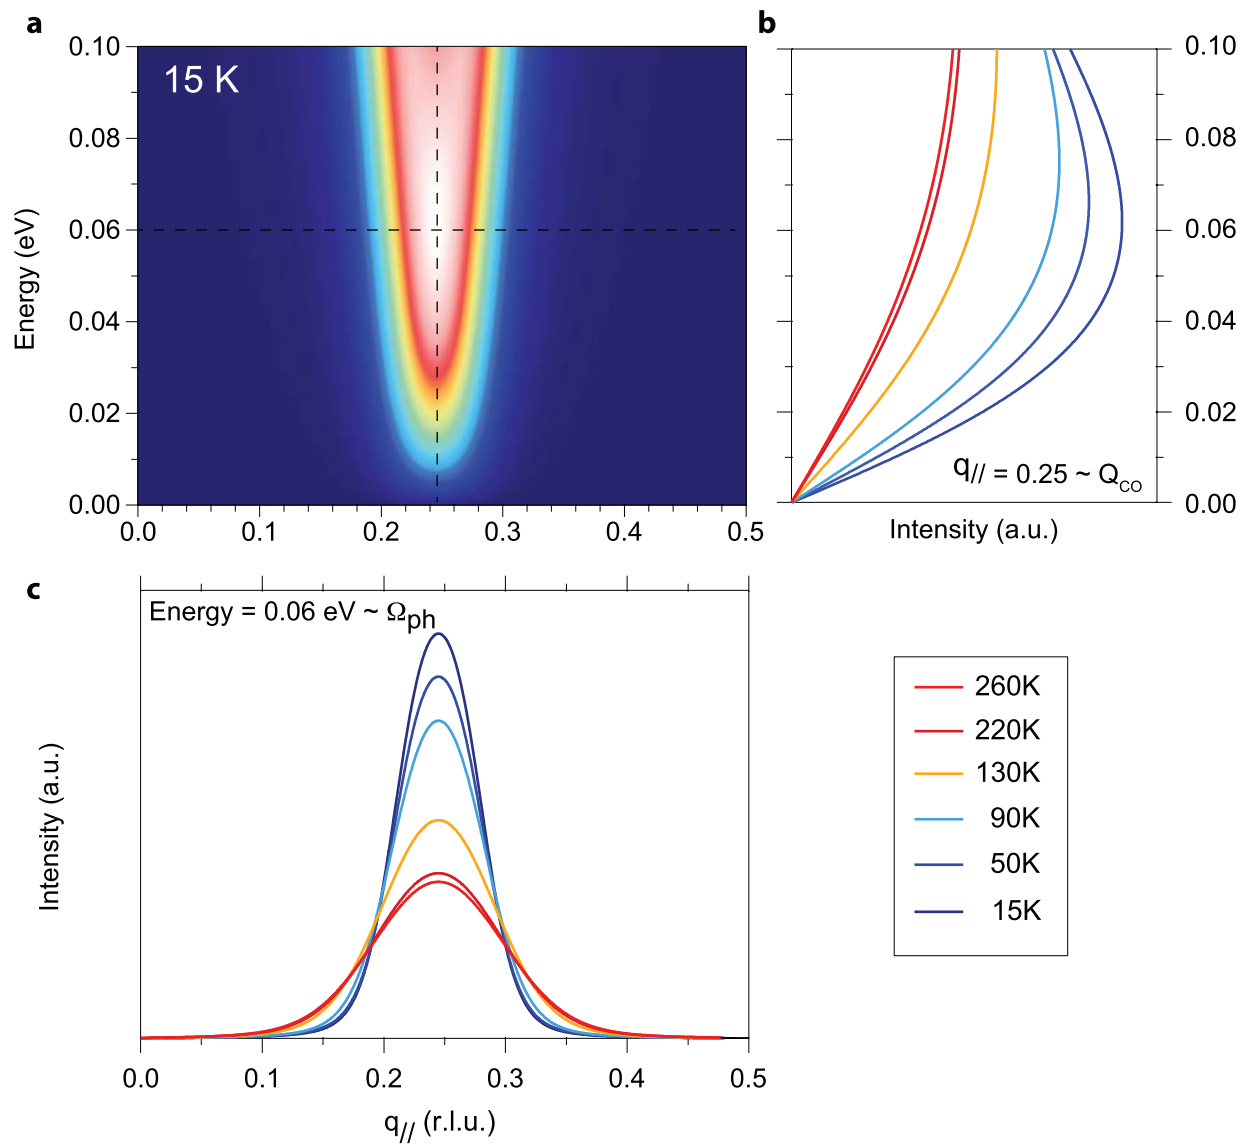 a
15 K
Energy (eV)
0.10
0.08
0.06
0.04
0.02
0.00
0.0 0.1 0.2 0.3 0.4 0.5
b
0.10
0.08
0.06
0.04
0.02
0.00
q// = 0.25 ~ QCO
Intensity (a.u.)
c
Energy = 0.06 eV ~ Ωph
Intensity (a.u.)
0.0 0.1 0.2 0.3 0.4 0.5
q// (r.l.u.)
260K
220K
130K
90K
50K
15K